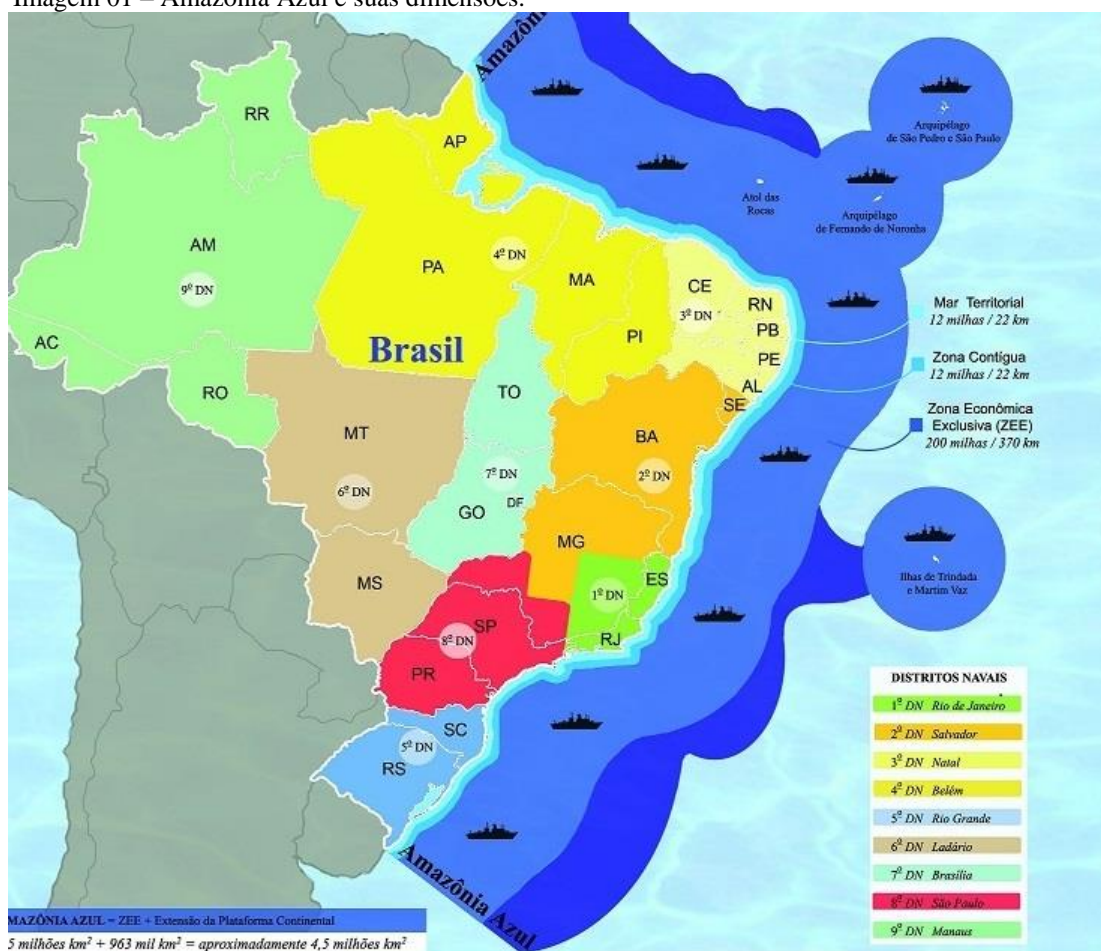 Imagem 01 – Amazônia Azul e suas dimensões.
Amazônia
RR
AP
Arquipélago
de São Pedro e São Paulo
Atol das
Rocas
Arquipélago
de Fernando de Noronha
AM
9º DN
PA
4º DN
MA
CE
3º DN
RN
PB
PE
AL
SE
PI
Brasil
AC
RO
TO
MT
6º DN
BA
2º DN
7º DN
GO
DF
MG
MS
ES
1º DN
RJ
SP
8º DN
PR
SC
5º DN
RS
Mar Territorial
12 milhas / 22 km
Zona Contígua
12 milhas / 22 km
Zona Econômica
Exclusiva (ZEE)
200 milhas / 370 km
Ilhas de Trindada
e Martim Vaz
Amazônia Azul
DISTRITOS NAVAIS
1º DN Rio de Janeiro
2º DN Salvador
3º DN Natal
4º DN Belém
5º DN Rio Grande
6º DN Ladário
7º DN Brasília
8º DN São Paulo
9º DN Manaus
MAZÔNIA AZUL = ZEE + Extensão da Plataforma Continental
5 milhões km² + 963 mil km² = aproximadamente 4,5 milhões km²